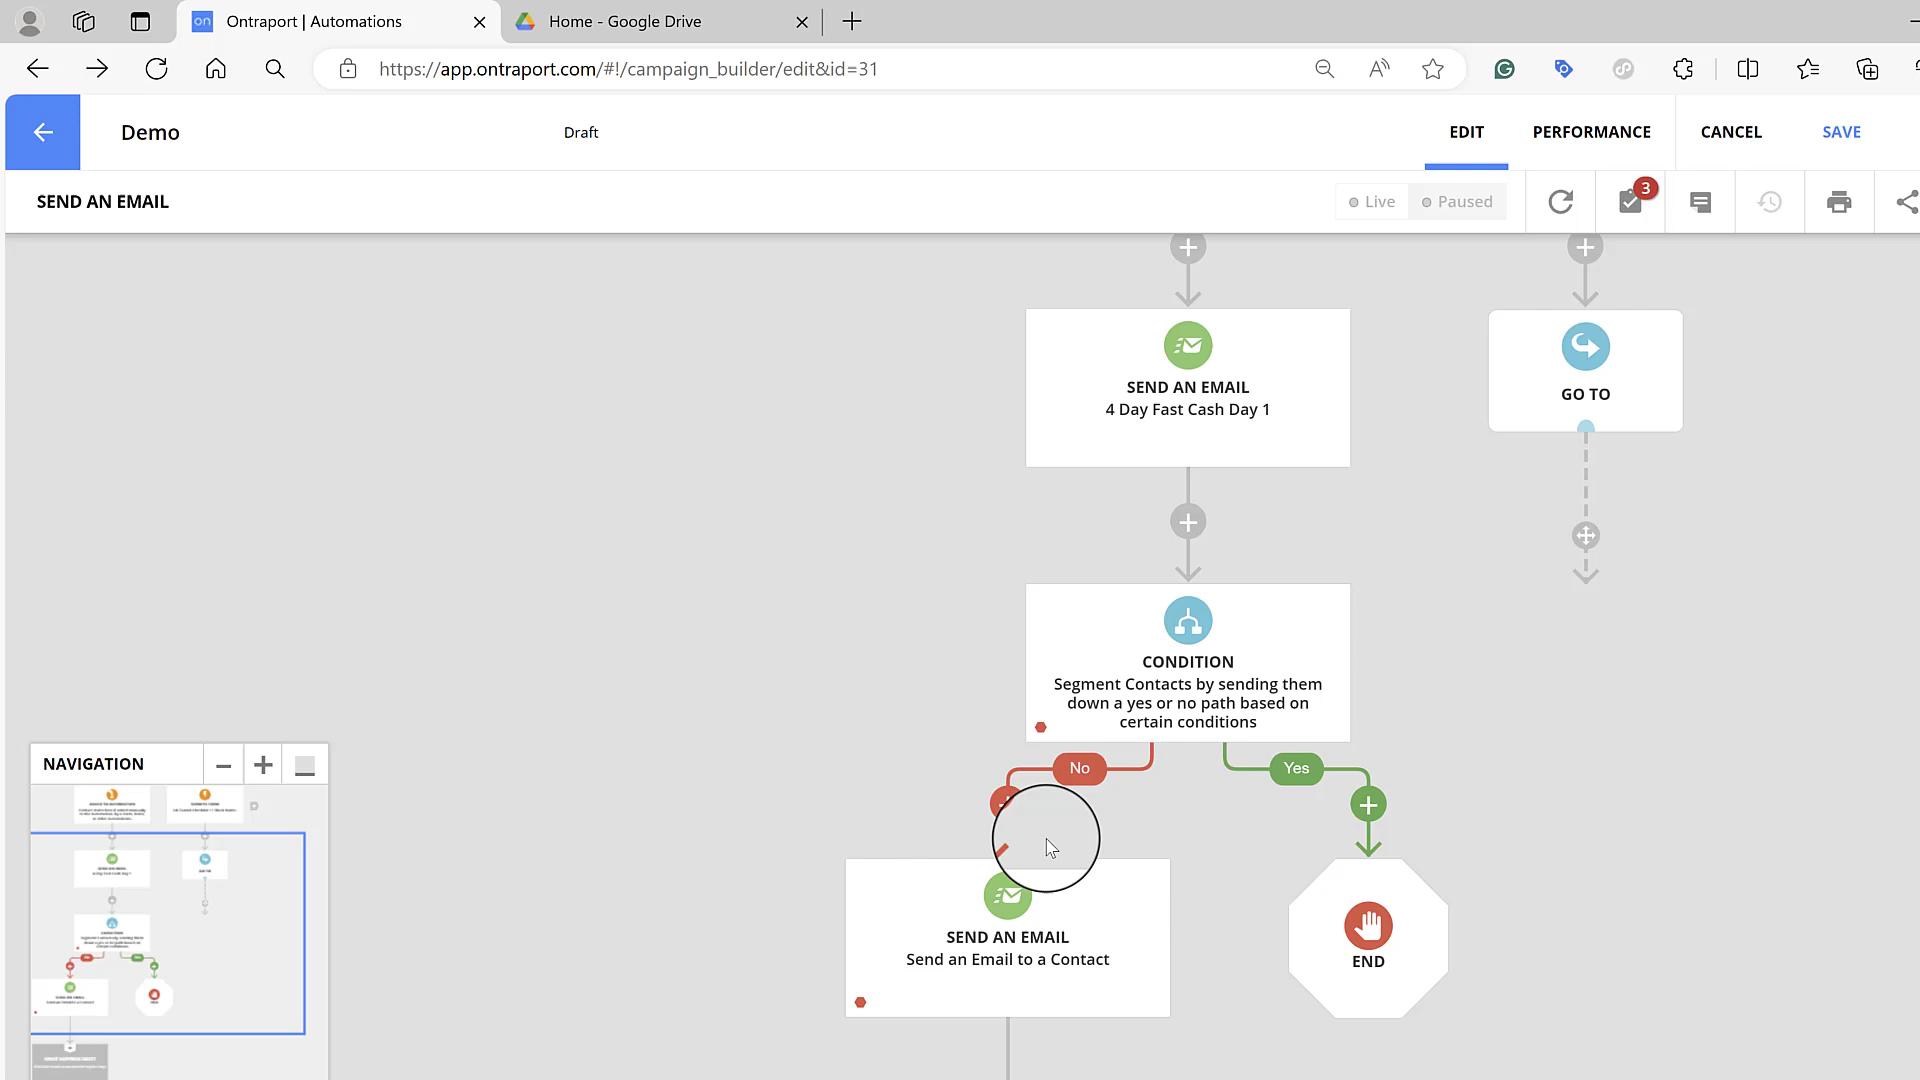 on Ontraport | Automations
Home - Google Drive
https://app.ontraport.com/#!/campaign_builder/edit&id=31
Demo
Draft
EDIT
PERFORMANCE
CANCEL
SAVE
SEND AN EMAIL
Live
Paused
3
SEND AN EMAIL
4 Day Fast Cash Day 1
GO TO
CONDITION
Segment Contacts by sending them
down a yes or no path based on
certain conditions
No
Yes
SEND AN EMAIL
Send an Email to a Contact
END
NAVIGATION